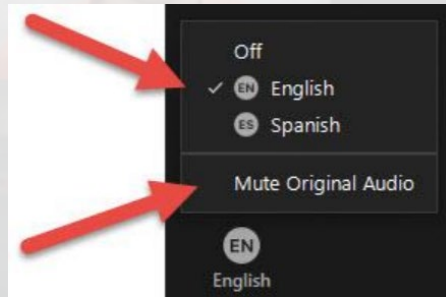 Off
EN English
ES Spanish
Mute Original Audio
EN
English